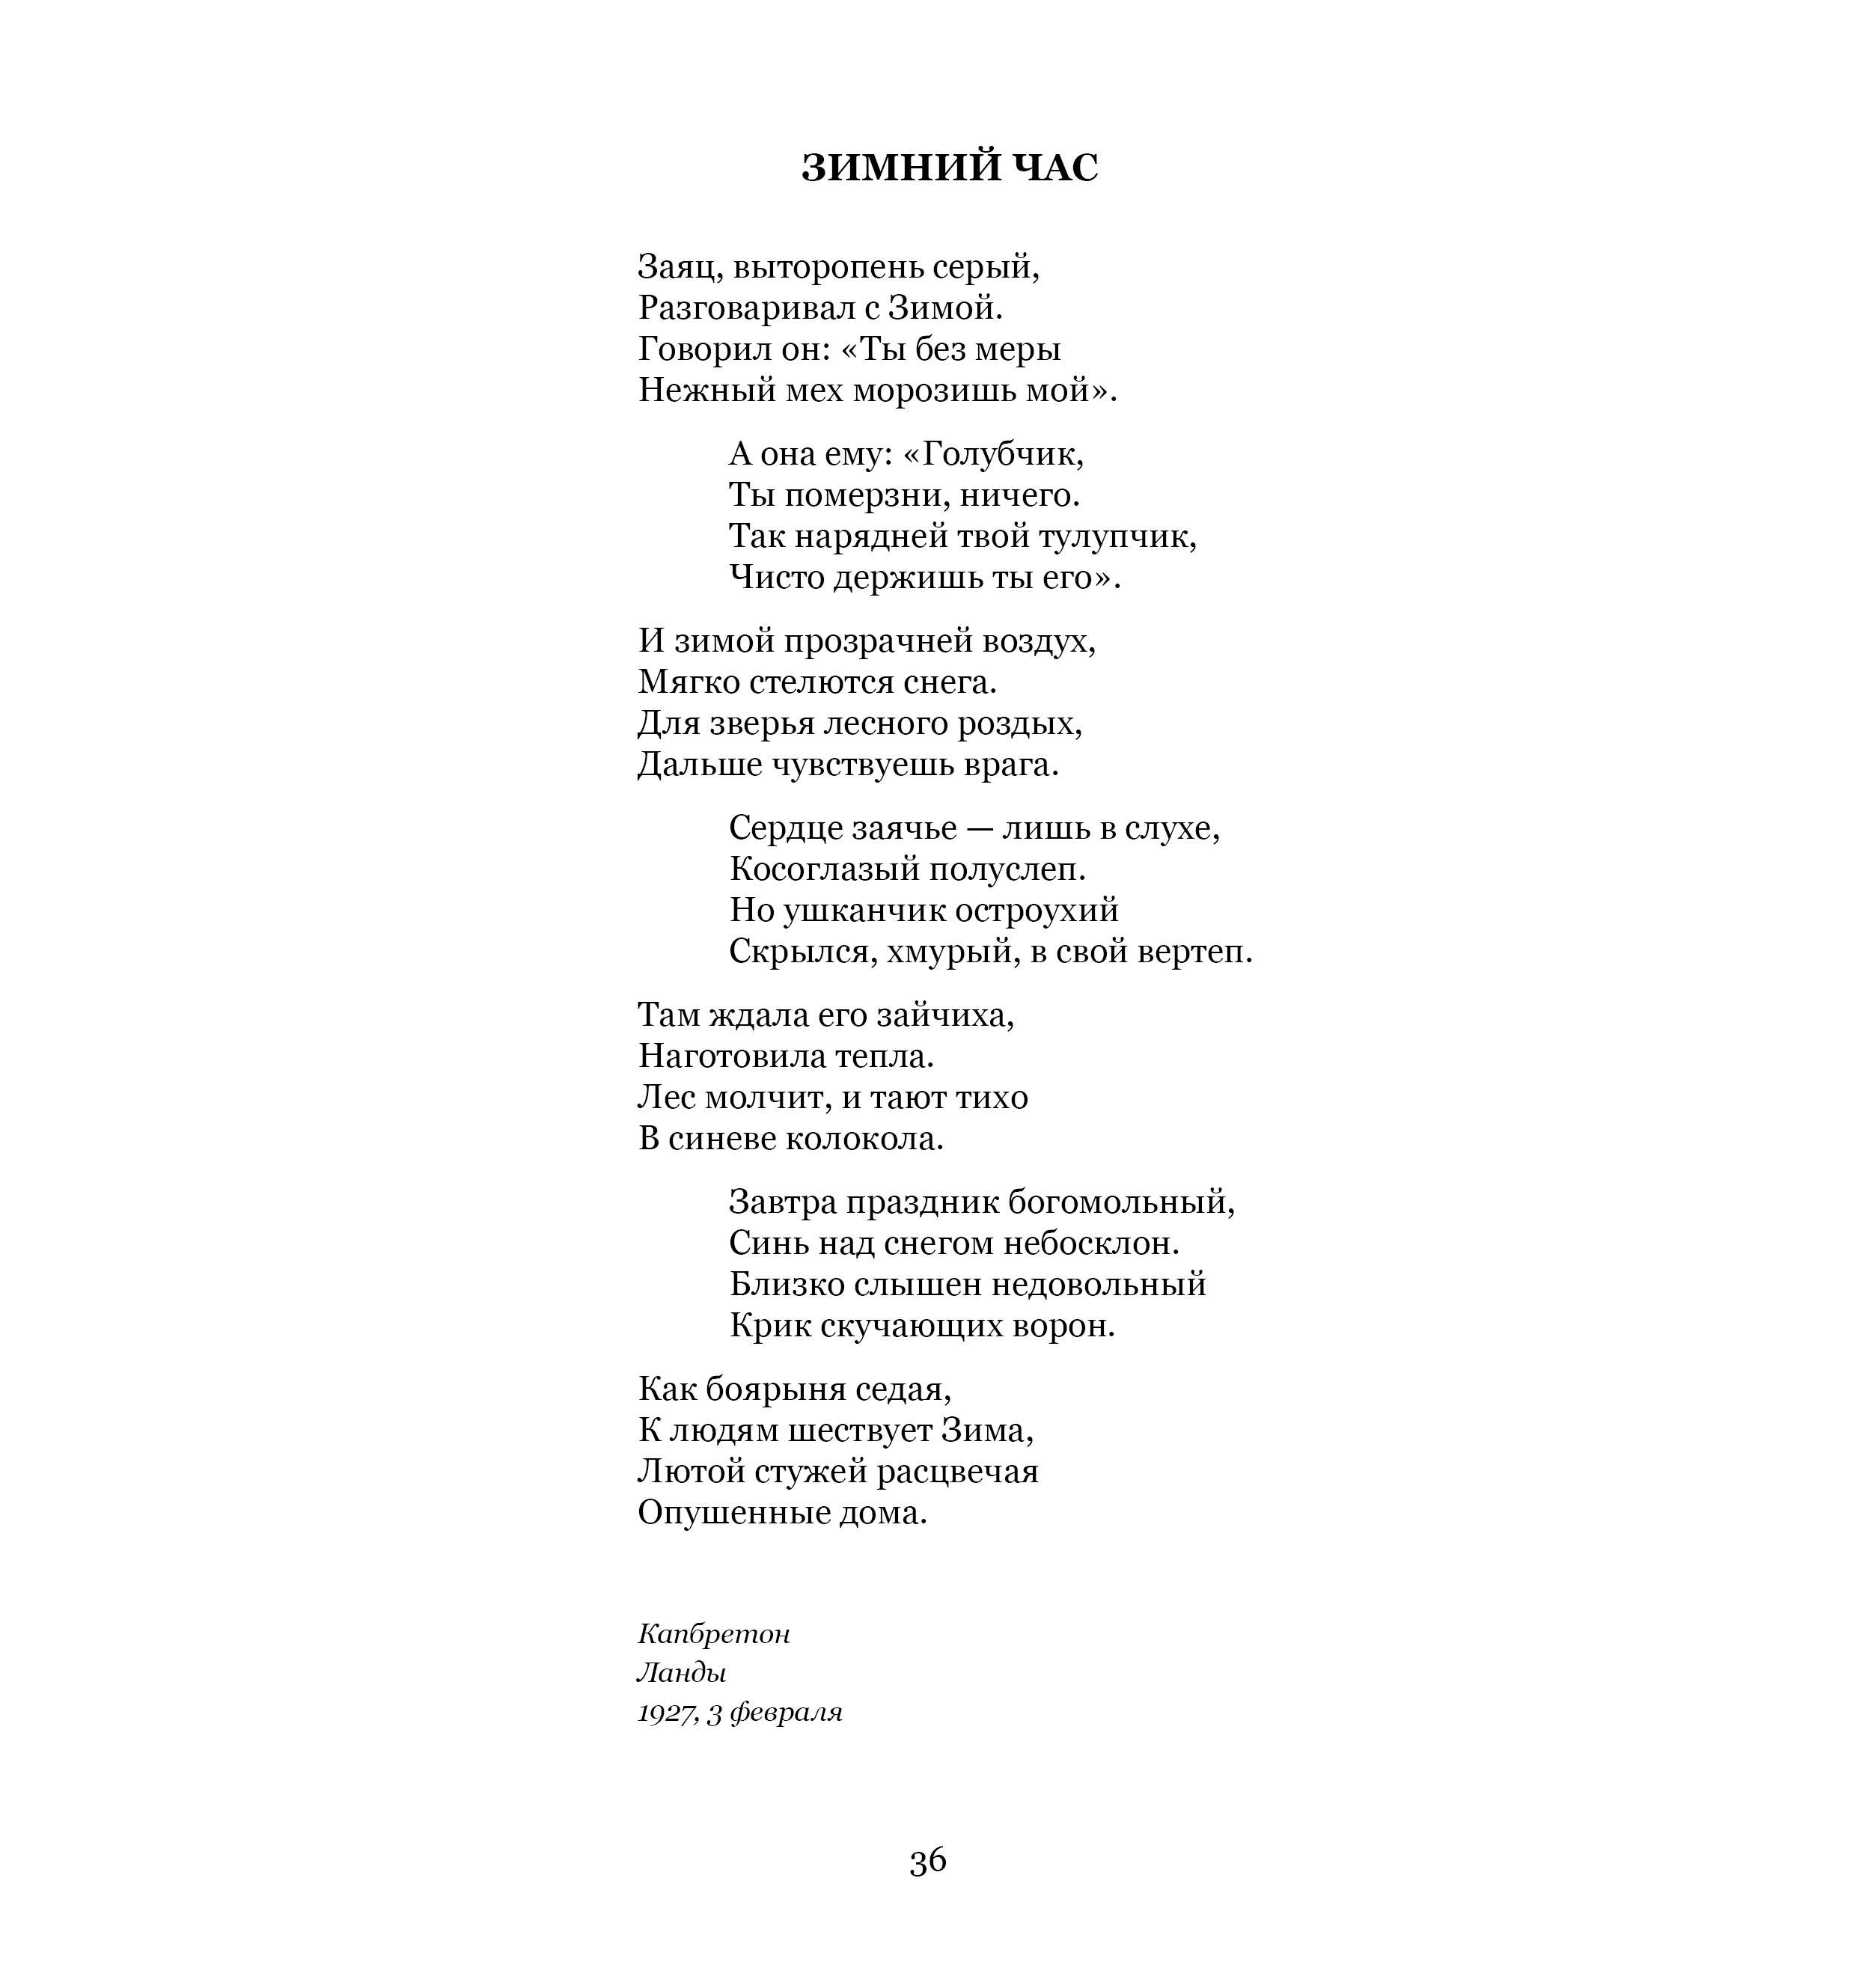 ЗИМНИЙ ЧАС
Заяц, выторопень серый,
Разговаривал с Зимой.
Говорил он: «Ты без меры
Нежный мех морозишь мой».
А она ему: «Голубчик,
Ты померзни, ничего.
Так нарядней твой тулупчик,
Чисто держишь ты его».
И зимой прозрачней воздух,
Мягко стелются снега.
Для зверья лесного роздых,
Дальше чувствуешь врага.
Сердце заячье — лишь в слухе,
Косоглазый полуслеп.
Но ушканчик остроухий
Скрылся, хмурый, в свой вертеп.
Там ждала его зайчиха,
Наготовила тепла.
Лес молчит, и тают тихо
В синеве колокола.
Завтра праздник богомольный,
Синь над снегом небосклон.
Близко слышен недовольный
Крик скучающих ворон.
Как боярыня седая,
К людям шествует Зима,
Лютой стужей расцвечая
Опушенные дома.
Капбретон
Ланды
1927, 3 февраля
36